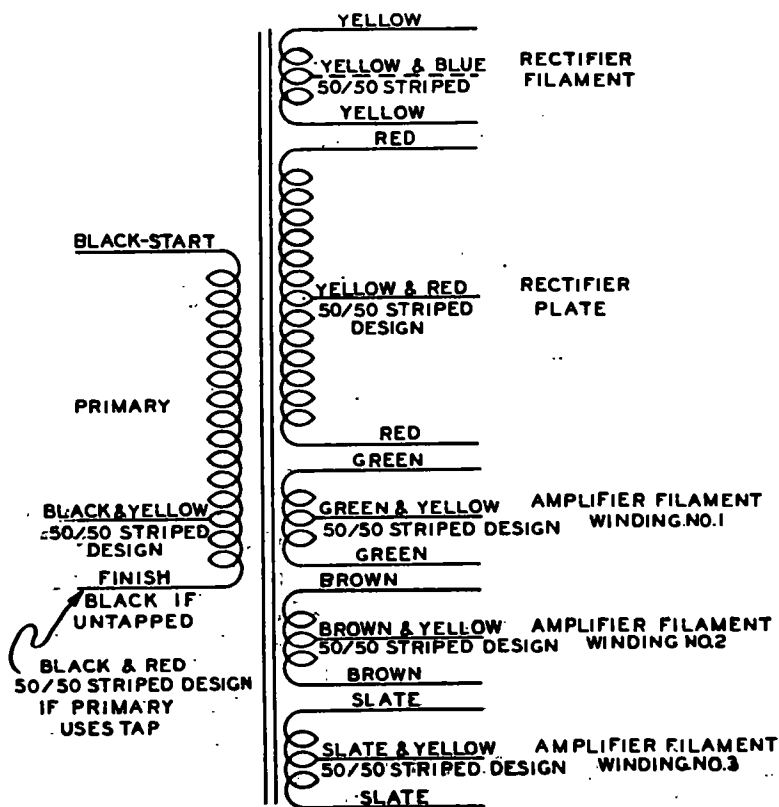 YELLOW
YELLOW & BLUE
50/50 STRIPED
YELLOW
RECTIFIER
FILAMENT
RED
YELLOW & RED
50/50 STRIPED
DESIGN
RED
RECTIFIER
PLATE
BLACK-START
PRIMARY
BLACK&YELLOW
50/50 STRIPED
DESIGN
FINISH
BLACK IF
UNTAPPED
BLACK & RED
50/50 STRIPED DESIGN
IF PRIMARY
USES TAP
GREEN
GREEN & YELLOW
50/50 STRIPED DESIGN
GREEN
AMPLIFIER FILAMENT
WINDING.NO.1
BROWN
BROWN & YELLOW
50/50 STRIPED DESIGN
BROWN
AMPLIFIER FILAMENT
WINDING NO.2
SLATE
SLATE & YELLOW
50/50 STRIPED DESIGN
SLATE
AMPLIFIER FILAMENT
WINDING.NO.3